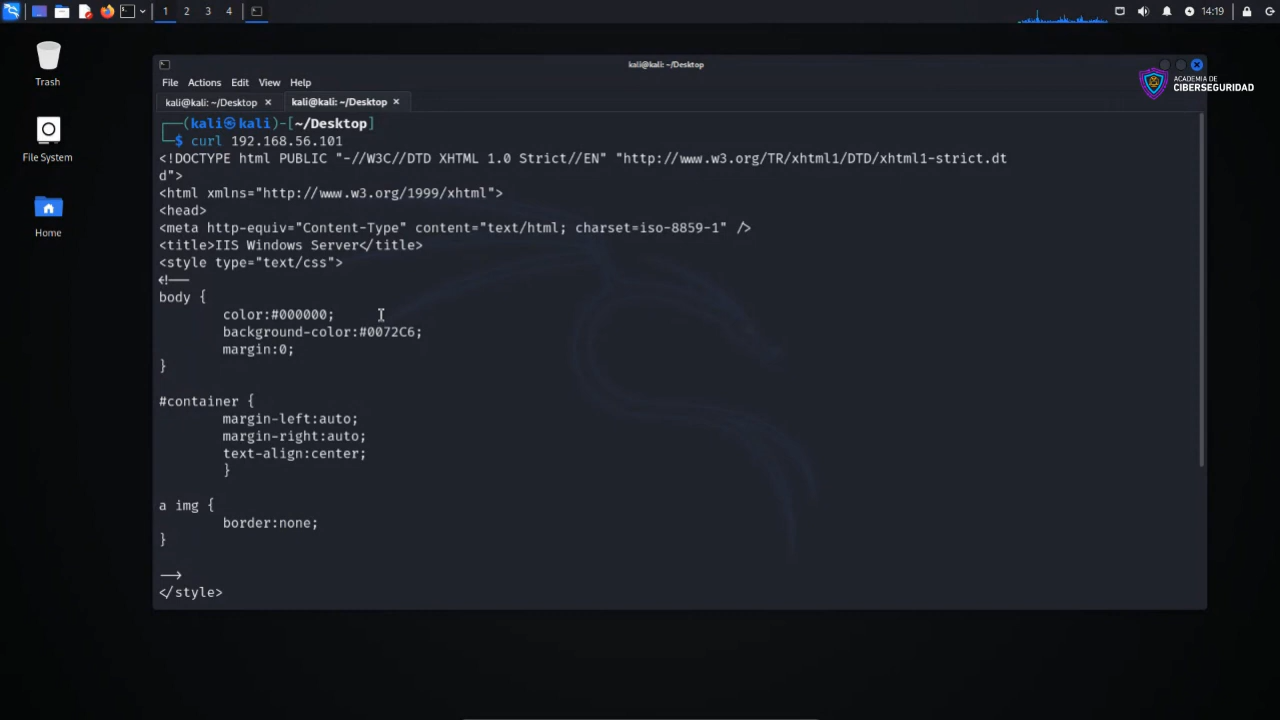 1 2 3 4
14:19
Trash
File System
Home
kali@kali: ~/Desktop
ACADEMIA DE
CIBERSEGURIDAD
File Actions Edit View Help
kali@kali: ~/Desktop × kali@kali: ~/Desktop ×
┌──(kali㉿kali)-[~/Desktop]
└─$ curl 192.168.56.101
<!DOCTYPE html PUBLIC "-//W3C//DTD XHTML 1.0 Strict//EN" "http://www.w3.org/TR/xhtml1/DTD/xhtml1-strict.dt
d">
<html xmlns="http://www.w3.org/1999/xhtml">
<head>
<meta http-equiv="Content-Type" content="text/html; charset=iso-8859-1" />
<title>IIS Windows Server</title>
<style type="text/css">
<!--
body {
color:#000000;
background-color:#0072C6;
margin:0;
}
#container {
margin-left:auto;
margin-right:auto;
text-align:center;
}
a img {
border:none;
}
-->
</style>